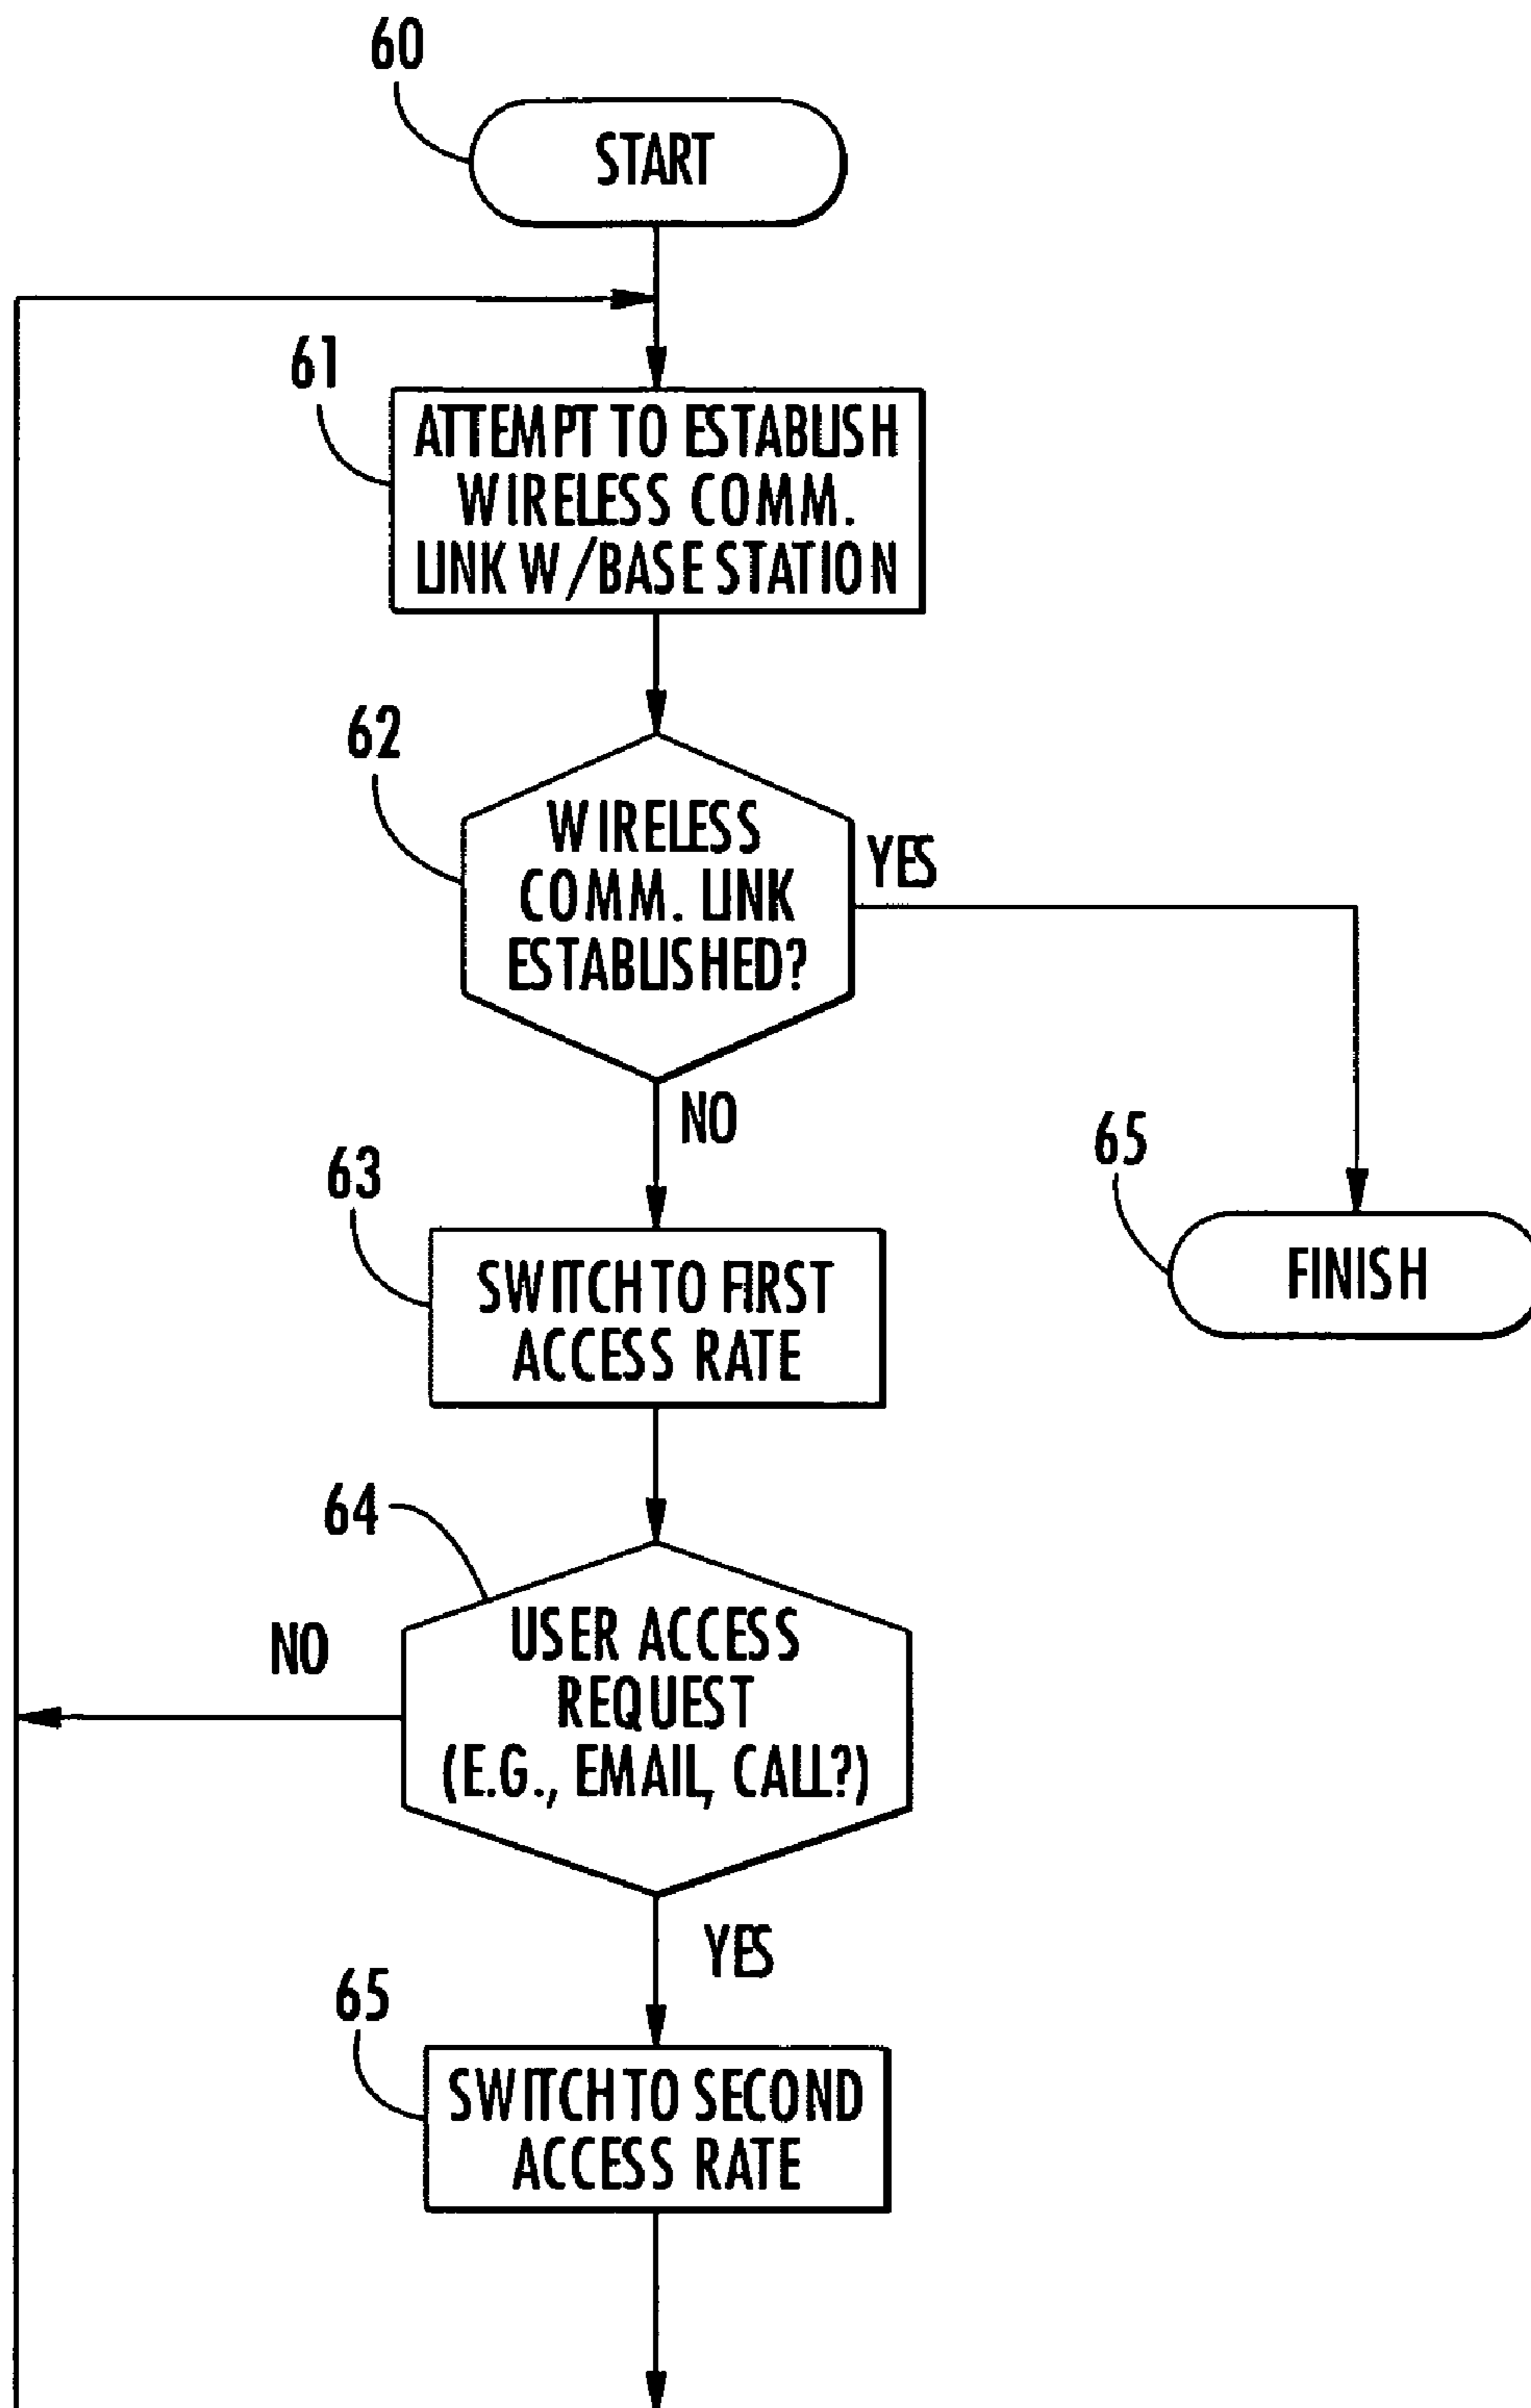 60
START
61
ATTEMPT TO ESTABLISH
WIRELESS COMM.
LINK W/BASE STATION
62
WIRELESS
COMM. LINK
ESTABLISHED?
YES
NO
63
SWITCH TO FIRST
ACCESS RATE
65
FINISH
64
USER ACCESS
REQUEST
(E.G., EMAIL, CALL?)
NO
YES
65
SWITCH TO SECOND
ACCESS RATE